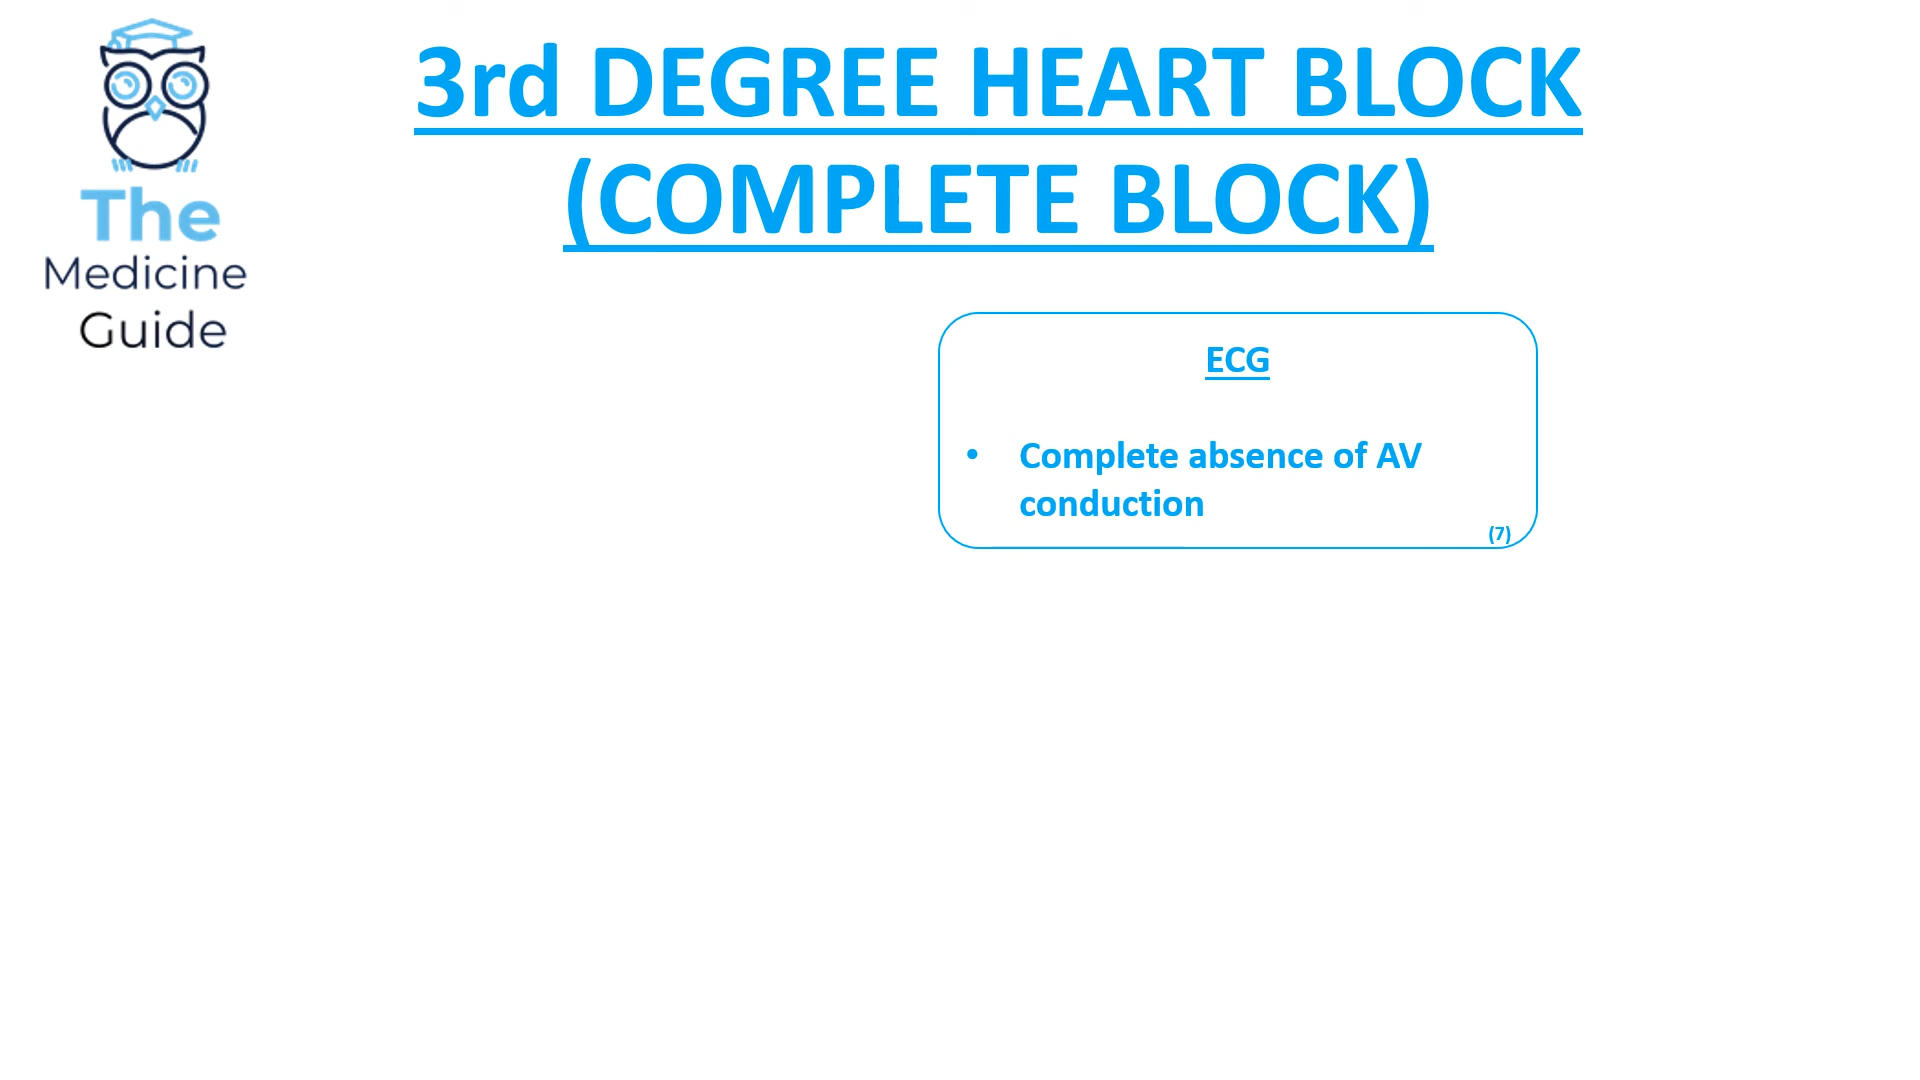 The
Medicine
Guide
3rd DEGREE HEART BLOCK
(COMPLETE BLOCK)
ECG
• Complete absence of AV
conduction
(7)